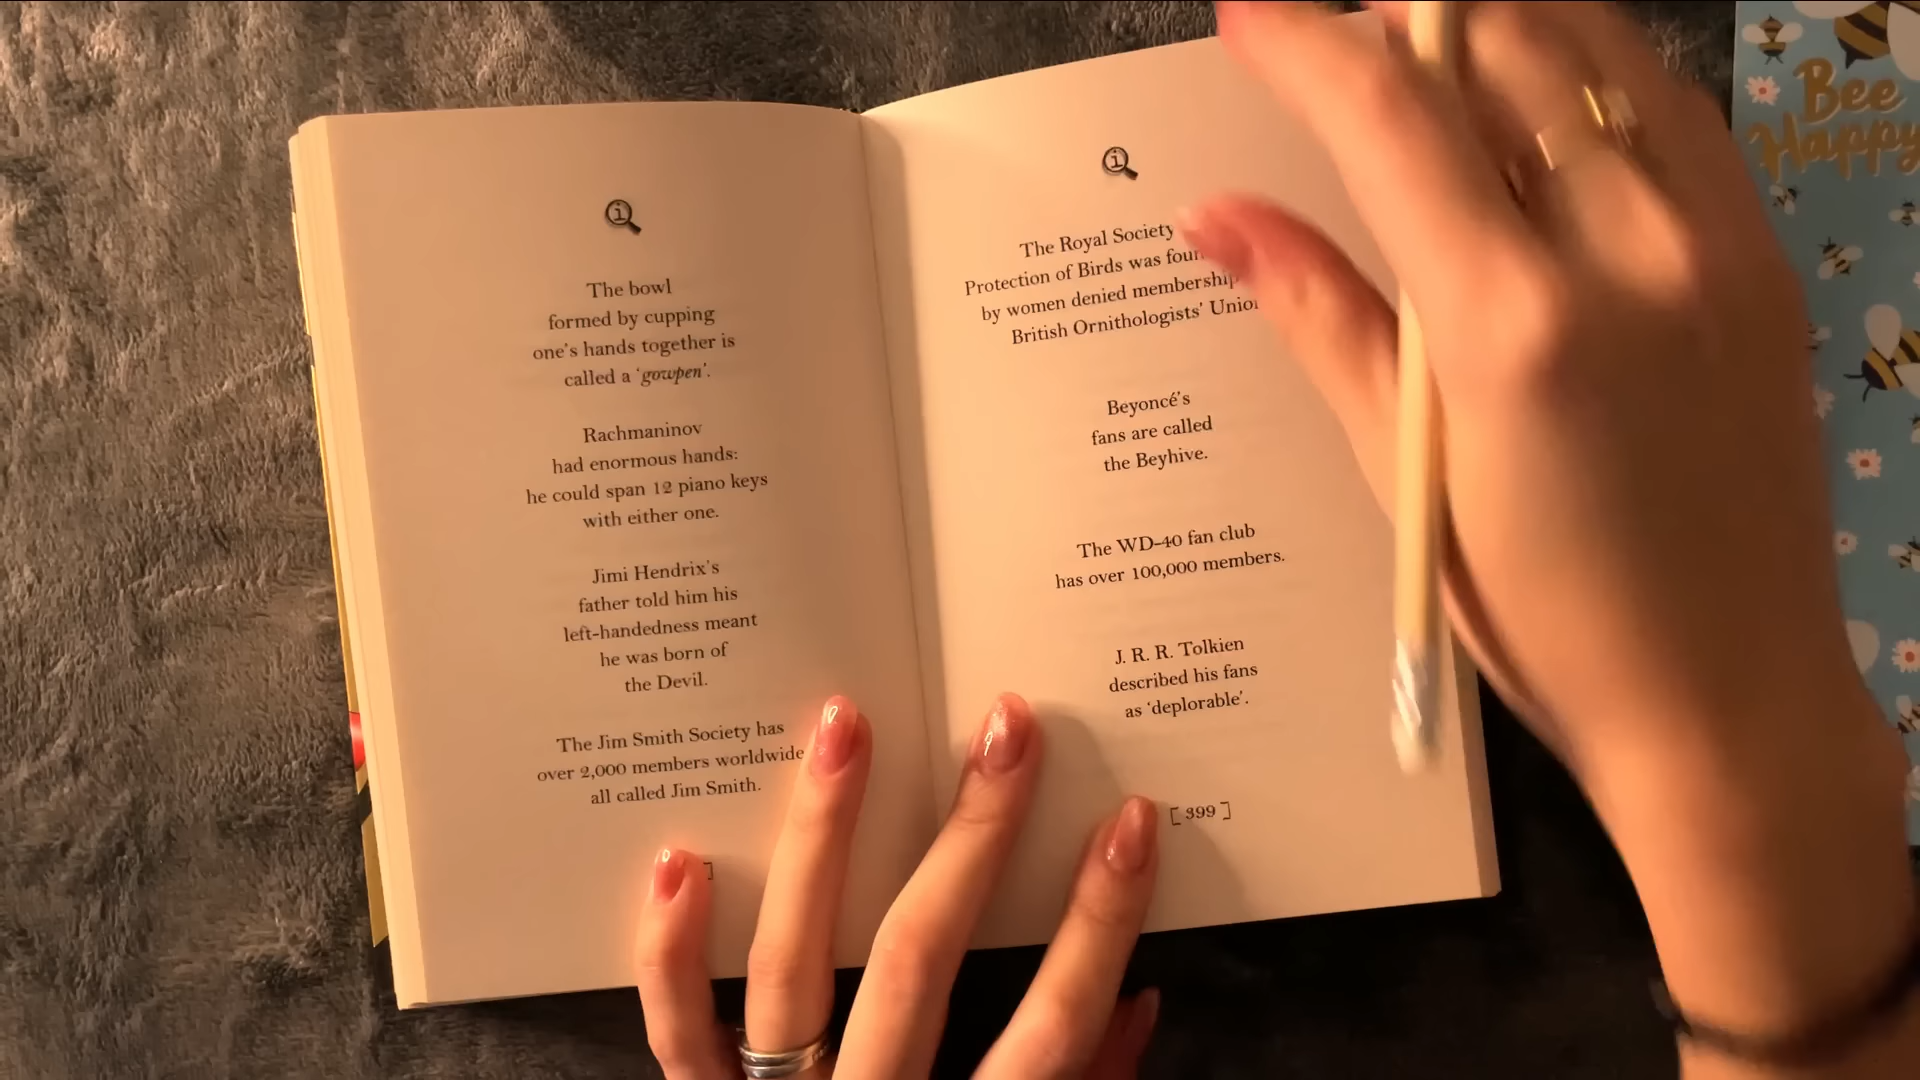 The bowl
formed by cupping
one's hands together is
called a 'gowpen'.
Rachmaninov
had enormous hands:
he could span 12 piano keys
with either one.
Jimi Hendrix's
father told him his
left-handedness meant
he was born of
the Devil.
The Jim Smith Society has
over 2,000 members worldwide
all called Jim Smith.
]
The Royal Society
Protection of Birds was
by women denied membership
British Ornithologists'
Beyoncé's
fans are called
the Beyhive.
The WD-40 fan club
has over 100,000 members.
J. R. R. Tolkien
described his fans
as 'deplorable'.
[ 399 ]
Bee
Happy